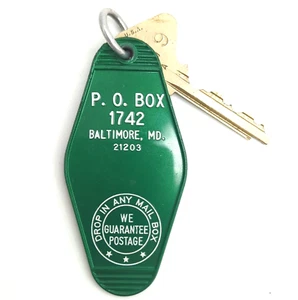 P. O. BOX
1742
BALTIMORE, MD.
21203
DROP IN ANY MAIL BOX
WE
GUARANTEE
POSTAGE